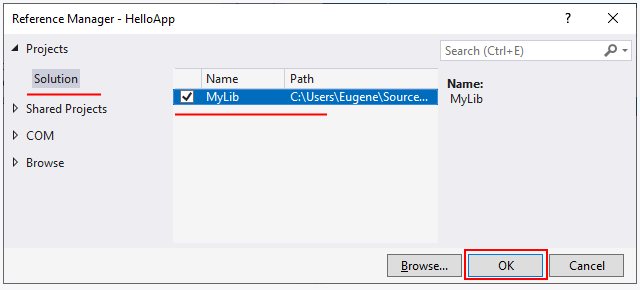 Reference Manager - HelloApp
?
Projects
Search (Ctrl+E)
Solution
Name Path
Name:
MyLib C:\Users\Eugene\Source...
MyLib
Shared Projects
COM
Browse
Browse... OK Cancel